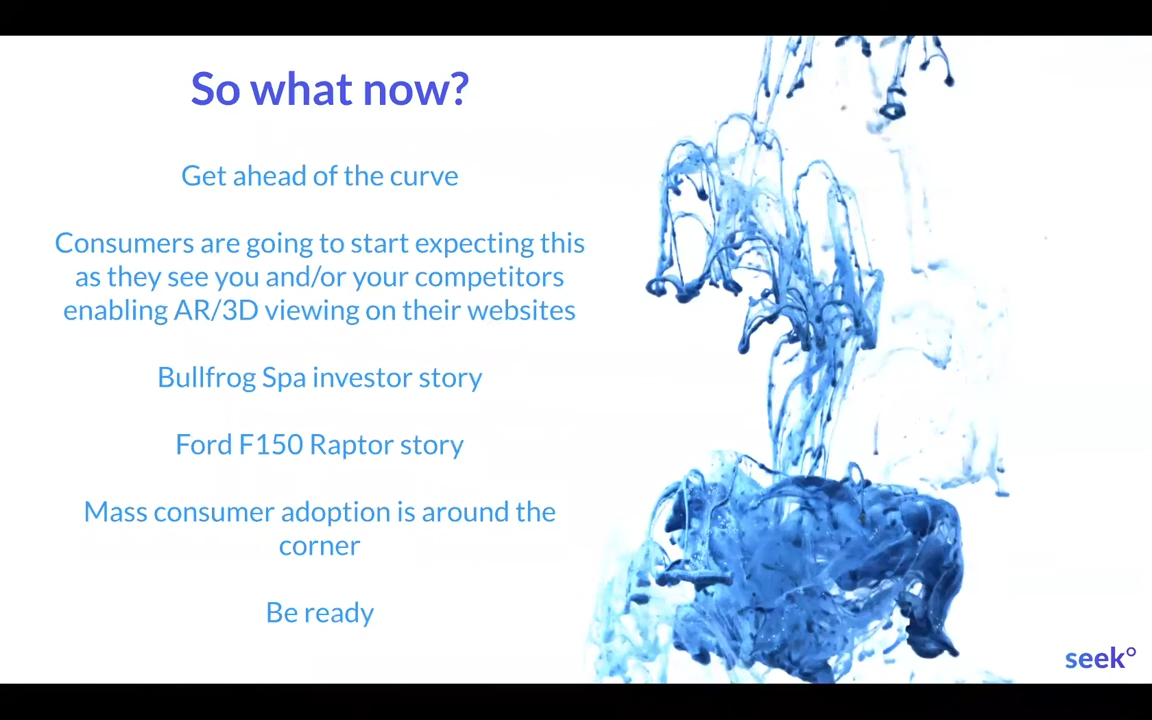 So what now?
Get ahead of the curve
Consumers are going to start expecting this
as they see you and/or your competitors
enabling AR/3D viewing on their websites
Bullfrog Spa investor story
Ford F150 Raptor story
Mass consumer adoption is around the
corner
Be ready
seek°